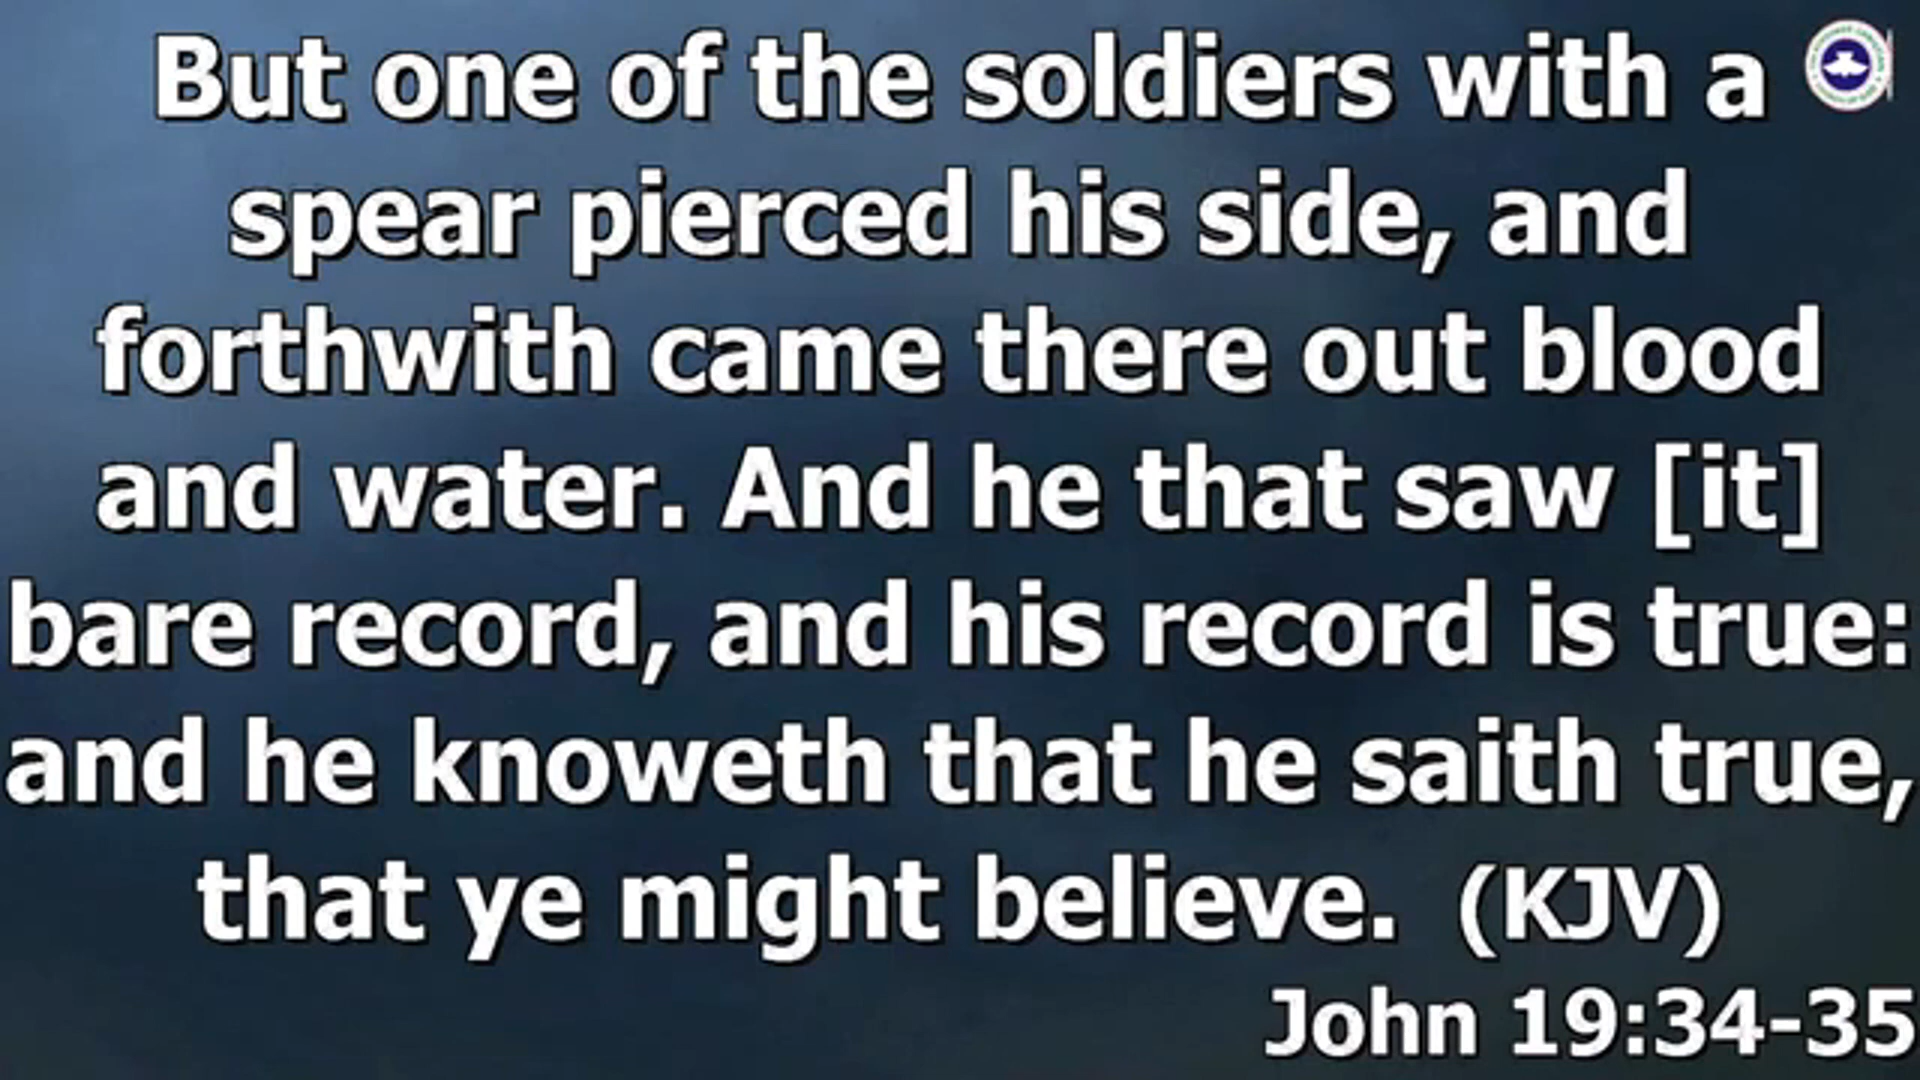 But one of the soldiers with a
spear pierced his side, and
forthwith came there out blood
and water. And he that saw [it]
bare record, and his record is true:
and he knoweth that he saith true,
that ye might believe.  (KJV)
John 19:34-35